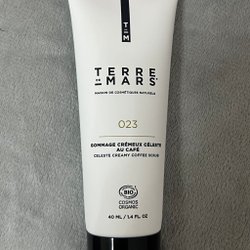 T
M
TERRE
DE MARS
MAISON DE COSMÉTIQUES NATURELS
023
GOMMAGE CRÉMEUX CÉLESTE
AU CAFÉ
CELESTE CREAMY COFFEE SCRUB
BIO
COSMOS
ORGANIC
40 ML / 1.4 FL OZ